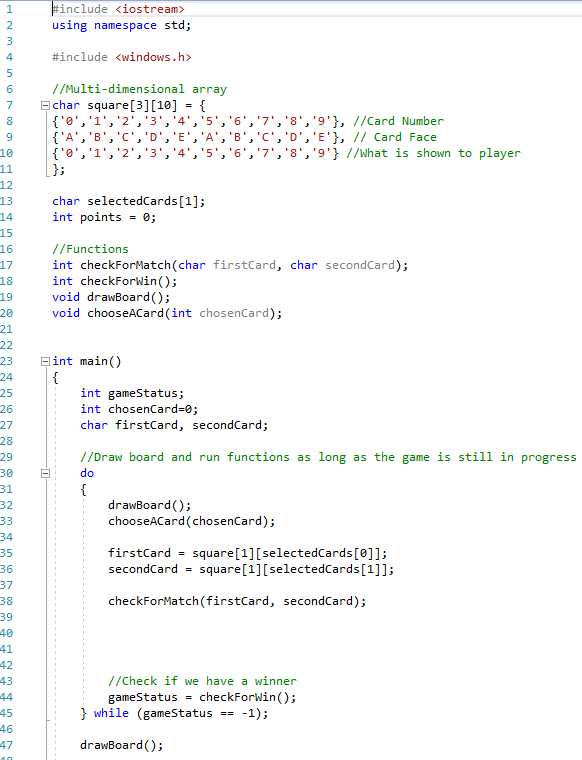 1 #include <iostream>
2 using namespace std;
3
4 #include <windows.h>
5
6 //Multi-dimensional array
7 char square[3][10] = {
8 {'0','1','2','3','4','5','6','7','8','9'}, //Card Number
9 {'A','B','C','D','E','A','B','C','D','E'}, // Card Face
10 {'0','1','2','3','4','5','6','7','8','9'} //What is shown to player
11 };
12
13 char selectedCards[1];
14 int points = 0;
15
16 //Functions
17 int checkForMatch(char firstCard, char secondCard);
18 int checkForWin();
19 void drawBoard();
20 void chooseACard(int chosenCard);
21
22
23 int main()
24 {
25 int gameStatus;
26 int chosenCard=0;
27 char firstCard, secondCard;
28
29 //Draw board and run functions as long as the game is still in progress
30 do
31 {
32 drawBoard();
33 chooseACard(chosenCard);
34
35 firstCard = square[1][selectedCards[0]];
36 secondCard = square[1][selectedCards[1]];
37
38 checkForMatch(firstCard, secondCard);
39
40
41
42
43 //Check if we have a winner
44 gameStatus = checkForWin();
45 } while (gameStatus == -1);
46
47 drawBoard();